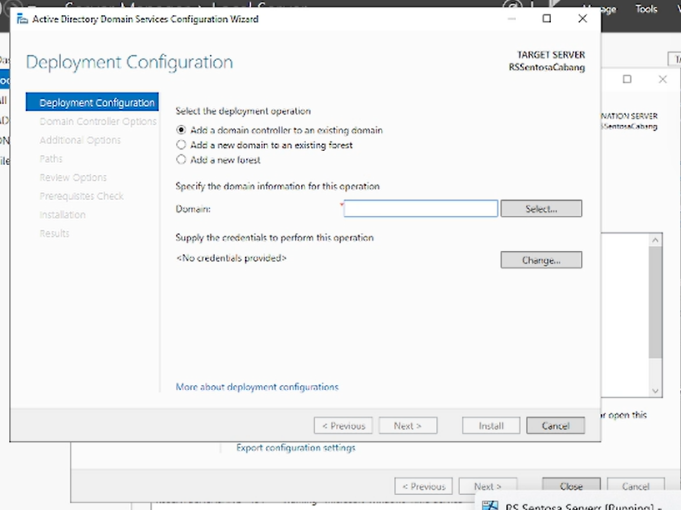 Active Directory Domain Services Configuration Wizard
Tools
Deployment Configuration
TARGET SERVER
RSSentosaCabang
Deployment Configuration
Domain Controller Options
Additional Options
Paths
Review Options
Prerequisites Check
Installation
Results
Select the deployment operation
Add a domain controller to an existing domain
Add a new domain to an existing forest
Add a new forest
Specify the domain information for this operation
Domain:
*
Select...
Supply the credentials to perform this operation
<No credentials provided>
Change...
More about deployment configurations
< Previous
Next >
Install
Cancel
NATION SERVER
SSentosaCabang
open this
Export configuration settings
< Previous
Next >
Close
Cancel
RS Sentosa Serverr [Running] -